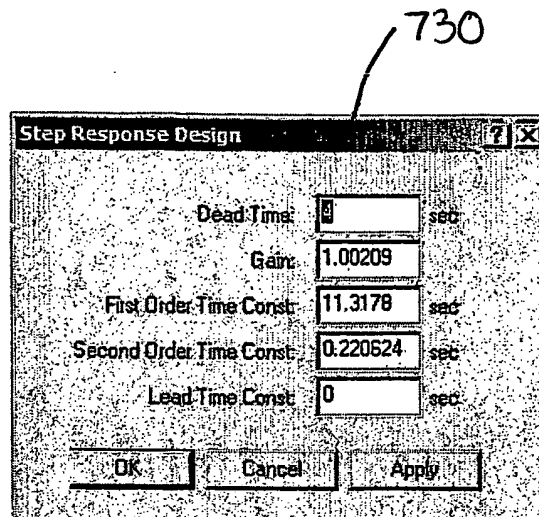 730
Step Response Design ? X
Dead Time: 4 sec
Gain: 1.00209
First Order Time Const: 11.3178 sec
Second Order Time Const: 0.220624 sec
Lead Time Const: 0 sec
OK Cancel Apply